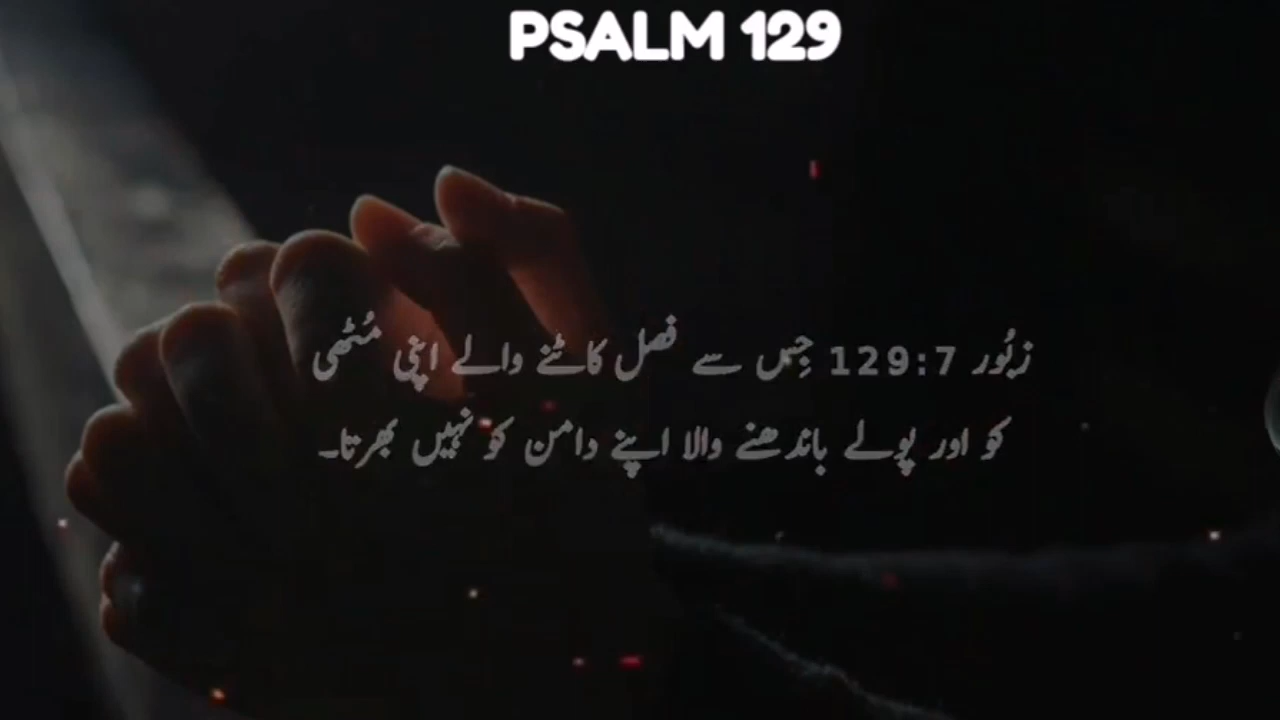 PSALM 129
زبُور 129:7 جِس سے فصل کاٹنے والے اپنی مُٹھی
کو اور پولے باندھنے والا اپنے دامن کو نہیں بھرتا۔